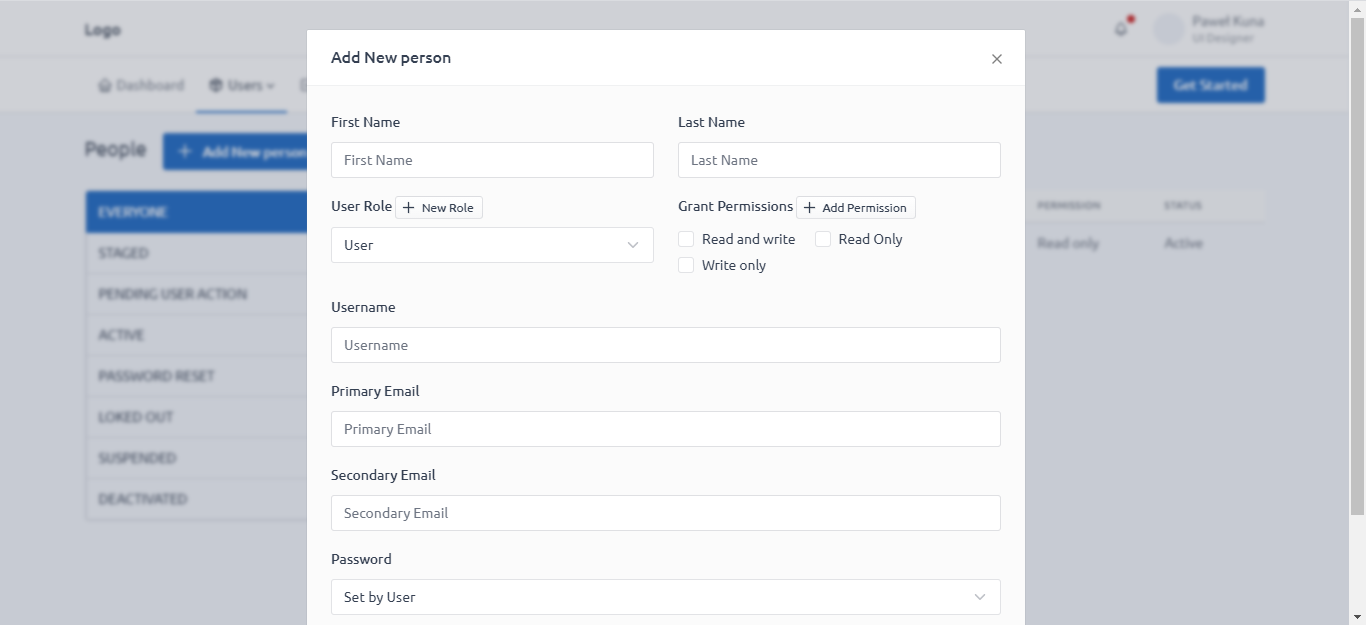 Logo
Paweł Kuna
UI Designer
Dashboard
Users
Get Started
People
Add New person
EVERYONE
STAGED
PENDING USER ACTION
ACTIVE
PASSWORD RESET
LOKED OUT
SUSPENDED
DEACTIVATED
PERMISSION STATUS
Read only Active
Add New person
First Name Last Name
First Name Last Name
User Role New Role Grant Permissions Add Permission
User Read and write Read Only
Write only
Username
Username
Primary Email
Primary Email
Secondary Email
Secondary Email
Password
Set by User